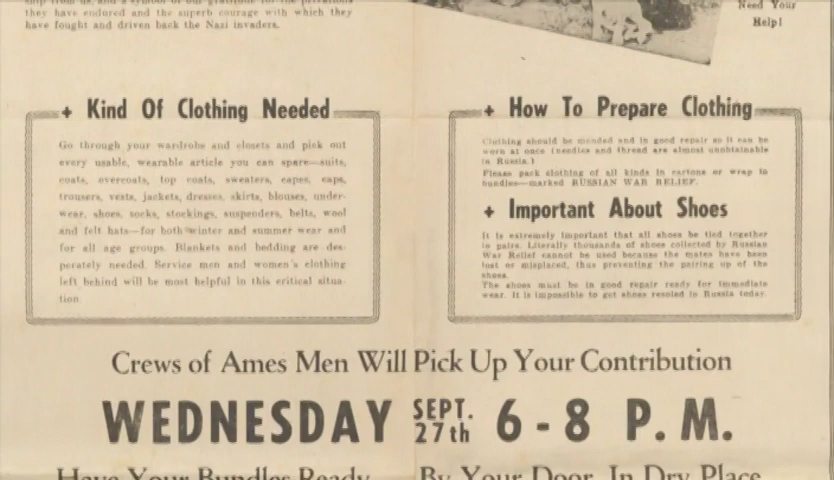 they have endured and the superb courage with which they
have fought and driven back the Nazi invaders.
Need Your
Help!
+ Kind Of Clothing Needed
Go through your wardrobe and closets and pick out
every usable, wearable article you can spare—suits,
coats, overcoats, top coats, sweaters, capes, caps,
trousers, vests, jackets, dresses, skirts, blouses, under-
wear, shoes, socks, stockings, suspenders, belts, wool
and felt hats—for both winter and summer wear and
for all age groups. Blankets and bedding are des-
perately needed. Service men and women's clothing
left behind will be most helpful in this critical situa-
tion.
+ How To Prepare Clothing
Clothing should be mended and in good repair so it can be
worn at once (needles and thread are almost unobtainable
in Russia.)
Please pack clothing of all kinds in cartons or wrap in
bundles—marked RUSSIAN WAR RELIEF.
+ Important About Shoes
It is extremely important that all shoes be tied together
in pairs. Literally thousands of shoes collected by Russian
War Relief cannot be used because the mates have been
lost or misplaced, thus preventing the pairing up of the
shoes.
The shoes must be in good repair ready for immediate
wear. It is impossible to get shoes resoled in Russia today.
Crews of Ames Men Will Pick Up Your Contribution
WEDNESDAY SEPT. 27th 6-8 P. M.
Have Your Bundles Ready By Your Door In Dry Place